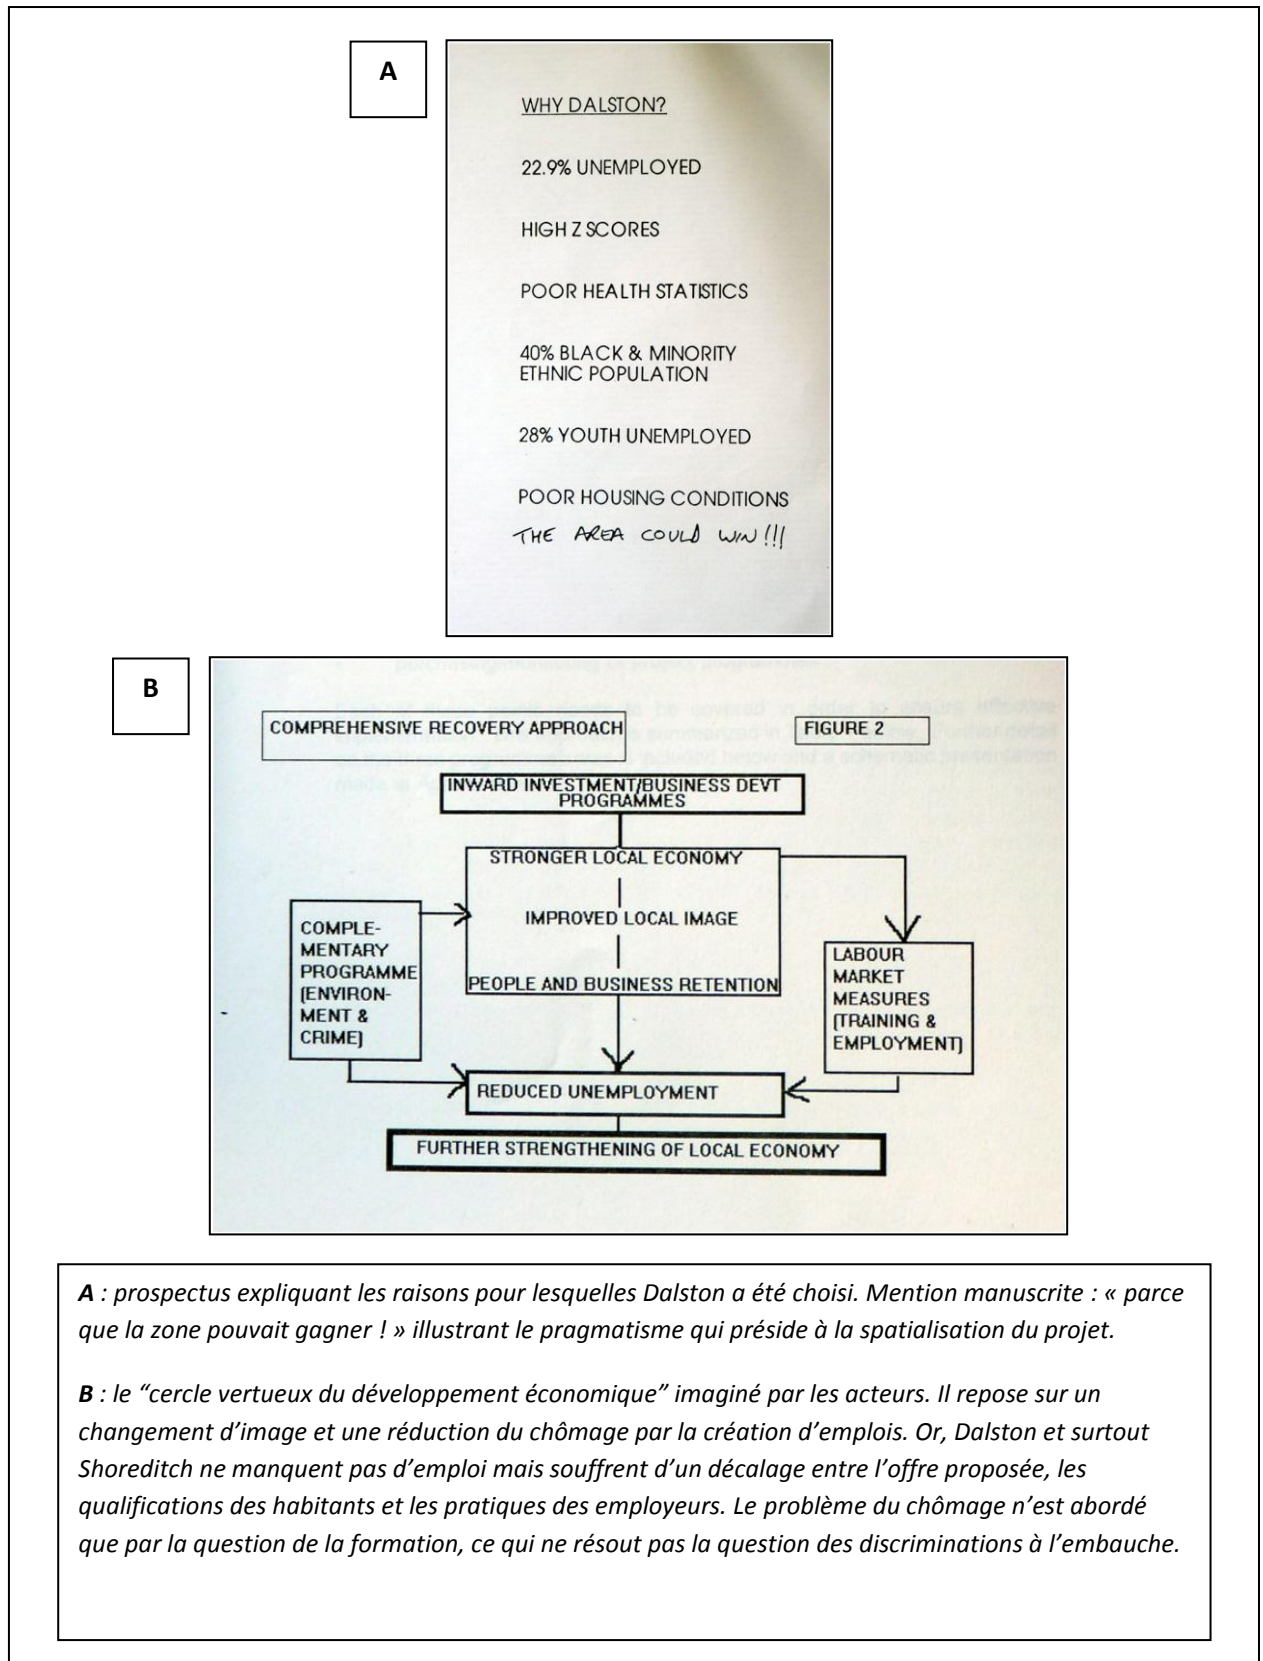 A
WHY DALSTON?
22.9% UNEMPLOYED
HIGH Z SCORES
POOR HEALTH STATISTICS
40% BLACK & MINORITY
ETHNIC POPULATION
28% YOUTH UNEMPLOYED
POOR HOUSING CONDITIONS
THE AREA COULD WIN!!!
B
COMPREHENSIVE RECOVERY APPROACH
FIGURE 2
INWARD INVESTMENT/BUSINESS DEVT
PROGRAMMES
STRONGER LOCAL ECONOMY
IMPROVED LOCAL IMAGE
PEOPLE AND BUSINESS RETENTION
COMPLE-
MENTARY
PROGRAMME
(ENVIRON-
MENT &
CRIME)
LABOUR
MARKET
MEASURES
(TRAINING &
EMPLOYMENT)
REDUCED UNEMPLOYMENT
FURTHER STRENGTHENING OF LOCAL ECONOMY
A : prospectus expliquant les raisons pour lesquelles Dalston a été choisi. Mention manuscrite : « parce
que la zone pouvait gagner ! » illustrant le pragmatisme qui préside à la spatialisation du projet.
B : le “cercle vertueux du développement économique” imaginé par les acteurs. Il repose sur un
changement d’image et une réduction du chômage par la création d’emplois. Or, Dalston et surtout
Shoreditch ne manquent pas d’emploi mais souffrent d’un décalage entre l’offre proposée, les
qualifications des habitants et les pratiques des employeurs. Le problème du chômage n’est abordé
que par la question de la formation, ce qui ne résout pas la question des discriminations à l’embauche.